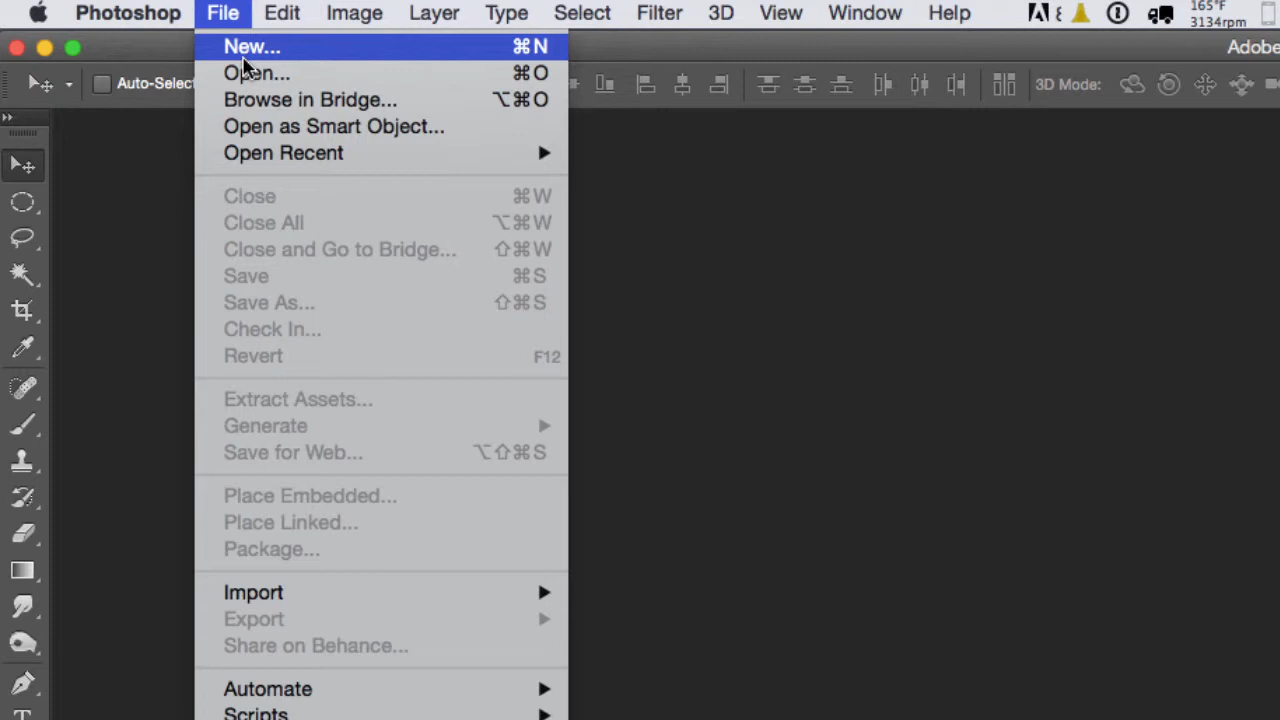 Photoshop File Edit Image Layer Type Select Filter 3D View Window Help 165°F
3134rpm
Adobe
Auto-Select 3D Mode:
New... ⌘N
Open... ⌘O
Browse in Bridge... ⌥⌘O
Open as Smart Object...
Open Recent ▶
Close ⌘W
Close All ⌥⌘W
Close and Go to Bridge... ⇧⌘W
Save ⌘S
Save As... ⇧⌘S
Check In...
Revert F12
Extract Assets...
Generate ▶
Save for Web... ⌥⇧⌘S
Place Embedded...
Place Linked...
Package...
Import ▶
Export ▶
Share on Behance...
Automate ▶
Scripts ▶